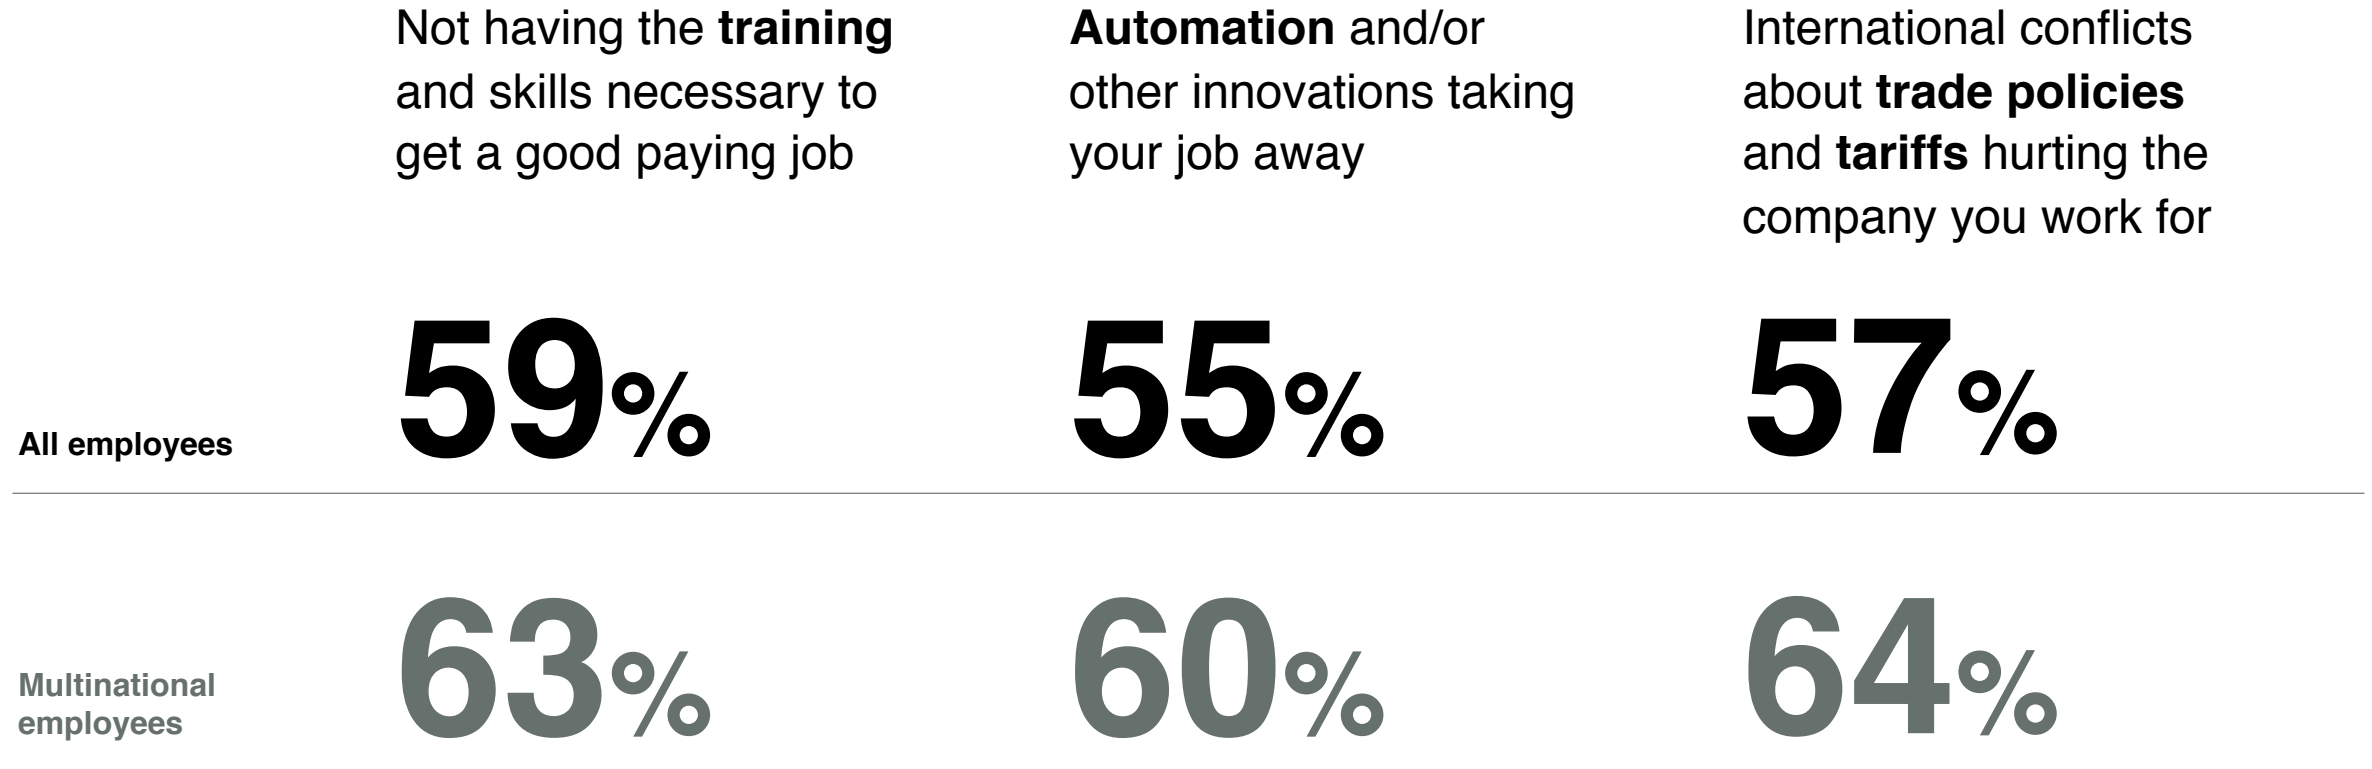 Not having the training
and skills necessary to
get a good paying job
Automation and/or
other innovations taking
your job away
International conflicts
about trade policies
and tariffs hurting the
company you work for
All employees
59%
55%
57%
Multinational
employees
63%
60%
64%